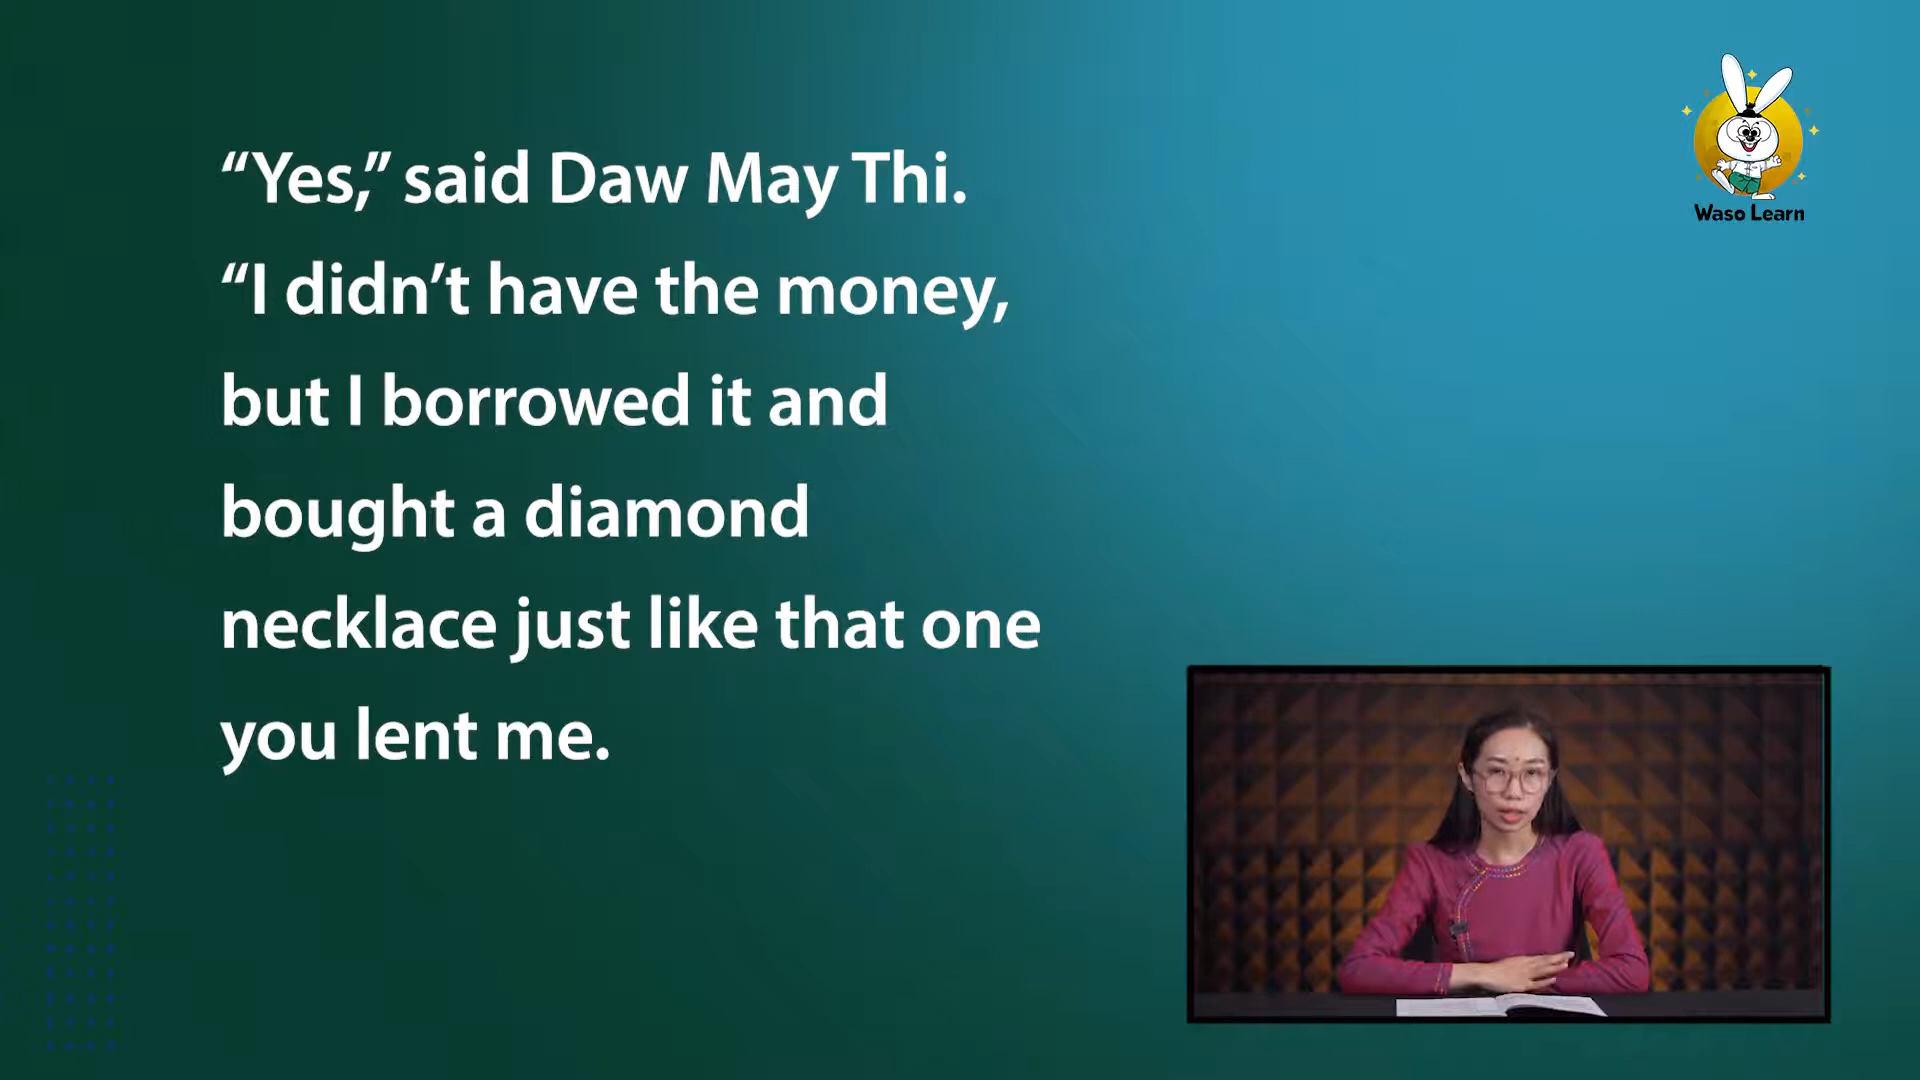 “Yes,” said Daw May Thi.
“I didn’t have the money,
but I borrowed it and
bought a diamond
necklace just like that one
you lent me.
Waso Learn